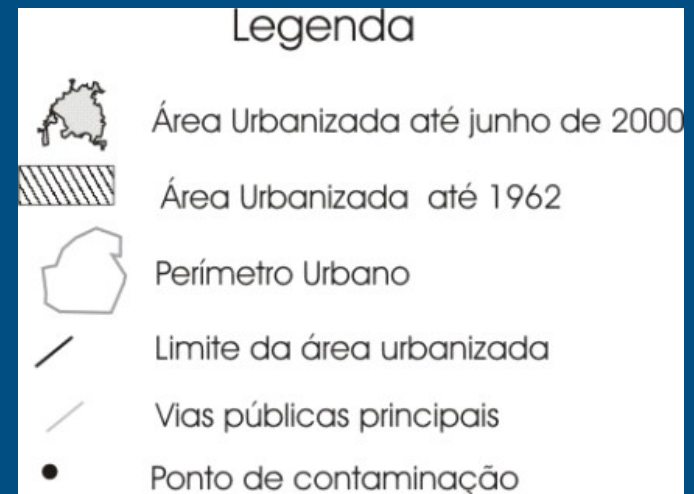 Legenda
Área Urbanizada até junho de 2000
Área Urbanizada até 1962
Perímetro Urbano
Limite da área urbanizada
Vias públicas principais
Ponto de contaminação